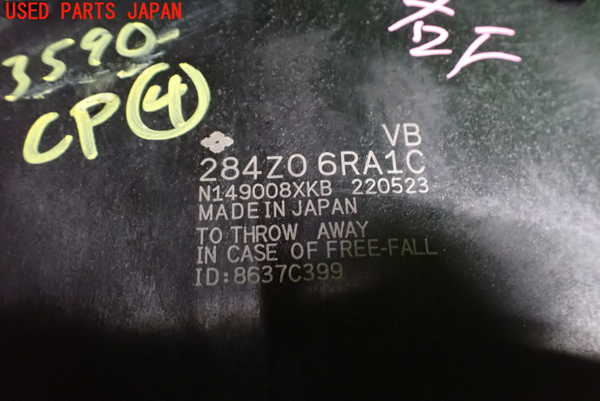 USED PARTS JAPAN
3590-
CP④
VB
284Z0 6RA1C
N149008XKB 220523
MADE IN JAPAN
TO THROW AWAY
IN CASE OF FREE-FALL
ID:8637C399